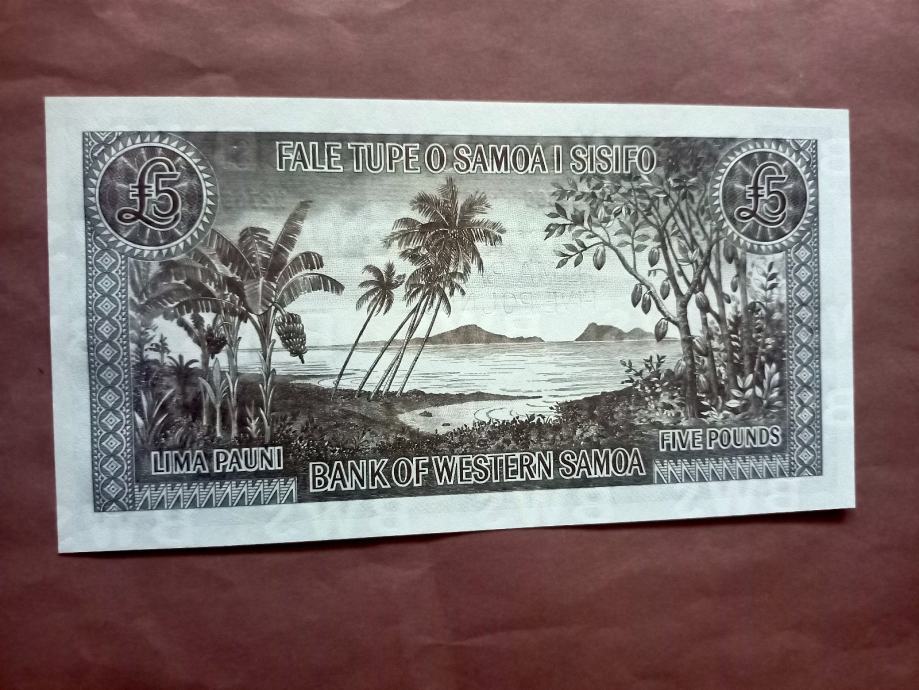 FALE TUPE O SAMOA I SISIFO
£5
£5
LIMA PAUNI
BANK OF WESTERN SAMOA
FIVE POUNDS